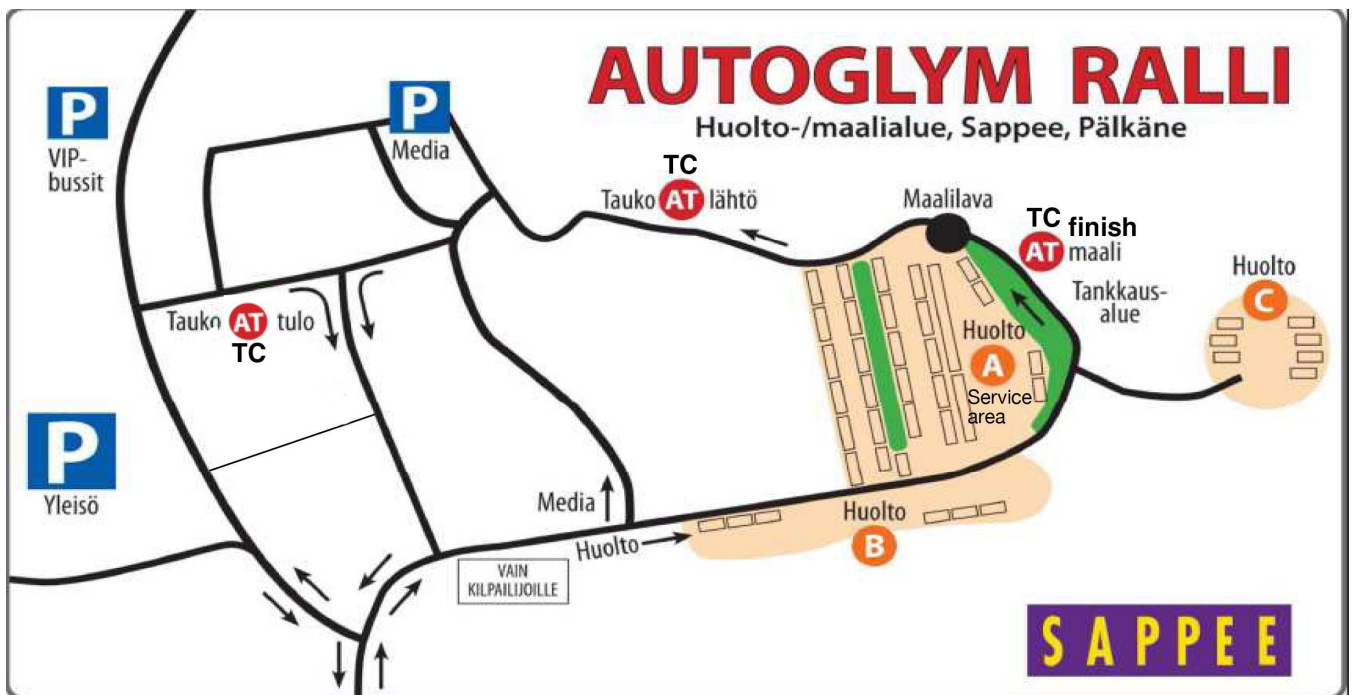 AUTOGLYM RALLI
Huolto-/maalialue, Sappee, Pälkäne
P
VIP-
bussit
P
Media
TC
Tauko AT lähtö
Maalilava
TC finish
AT maali
Tankkaus-
alue
Huolto
C
Tauko AT tulo
TC
Huolto
A
Service
area
P
Yleisö
Media
Huolto
Huolto
B
VAIN
KILPAILIJOILLE
SAPPEE